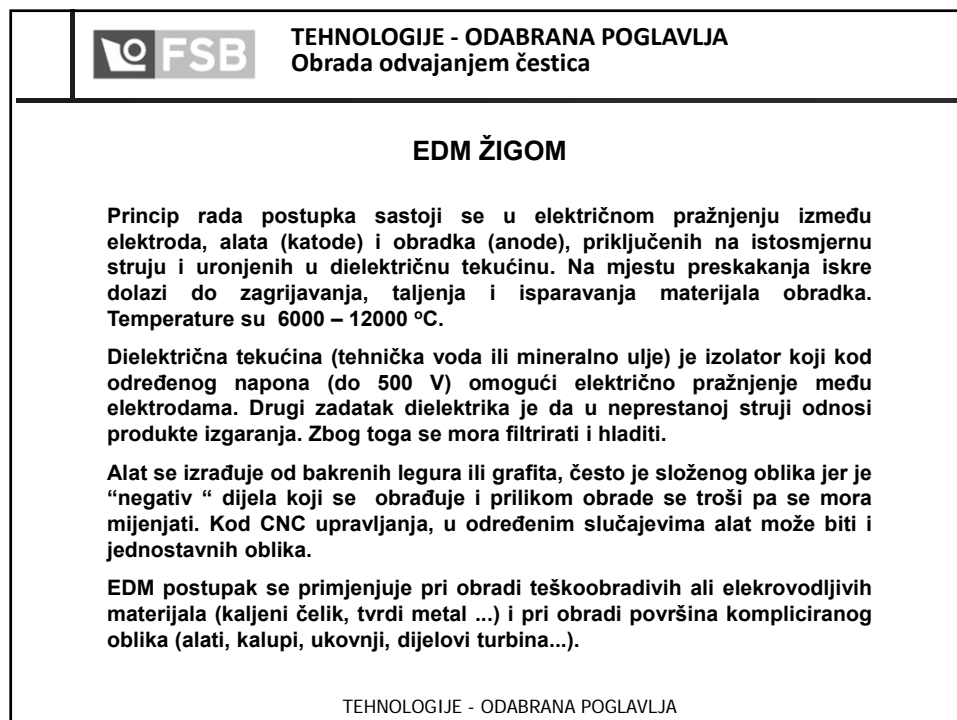 FSB
TEHNOLOGIJE - ODABRANA POGLAVLJA
Obrada odvajanjem čestica
EDM ŽIGOM
Princip rada postupka sastoji se u električnom pražnjenju između
elektroda, alata (katode) i obradka (anode), priključenih na istosmjernu
struju i uronjenih u dielektričnu tekućinu. Na mjestu preskakanja iskre
dolazi do zagrijavanja, taljenja i isparavanja materijala obradka.
Temperature su 6000 – 12000 ºC.
Dielektrična tekućina (tehnička voda ili mineralno ulje) je izolator koji kod
određenog napona (do 500 V) omogući električno pražnjenje među
elektrodama. Drugi zadatak dielektrika je da u neprestanoj struji odnosi
produkte izgaranja. Zbog toga se mora filtrirati i hladiti.
Alat se izrađuje od bakrenih legura ili grafita, često je složenog oblika jer je
“negativ “ dijela koji se obrađuje i prilikom obrade se troši pa se mora
mijenjati. Kod CNC upravljanja, u određenim slučajevima alat može biti i
jednostavnih oblika.
EDM postupak se primjenjuje pri obradi teškoobradivih ali elekrovodljivih
materijala (kaljeni čelik, tvrdi metal ...) i pri obradi površina kompliciranog
oblika (alati, kalupi, ukovnji, dijelovi turbina...).
TEHNOLOGIJE - ODABRANA POGLAVLJA